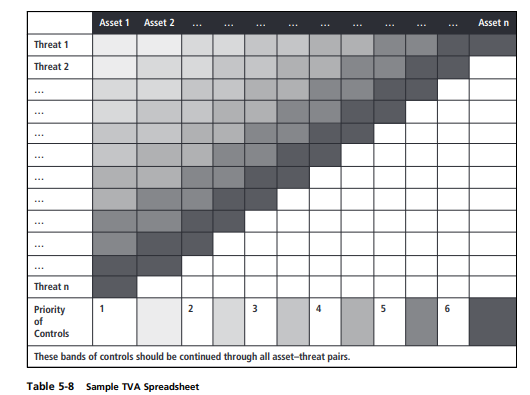 Asset 1 Asset 2 ... ... ... ... ... ... ... ... ... Asset n
Threat 1
Threat 2
...
...
...
...
...
...
...
...
...
Threat n
Priority of Controls 1 2 3 4 5 6
These bands of controls should be continued through all asset–threat pairs.
Table 5-8 Sample TVA Spreadsheet